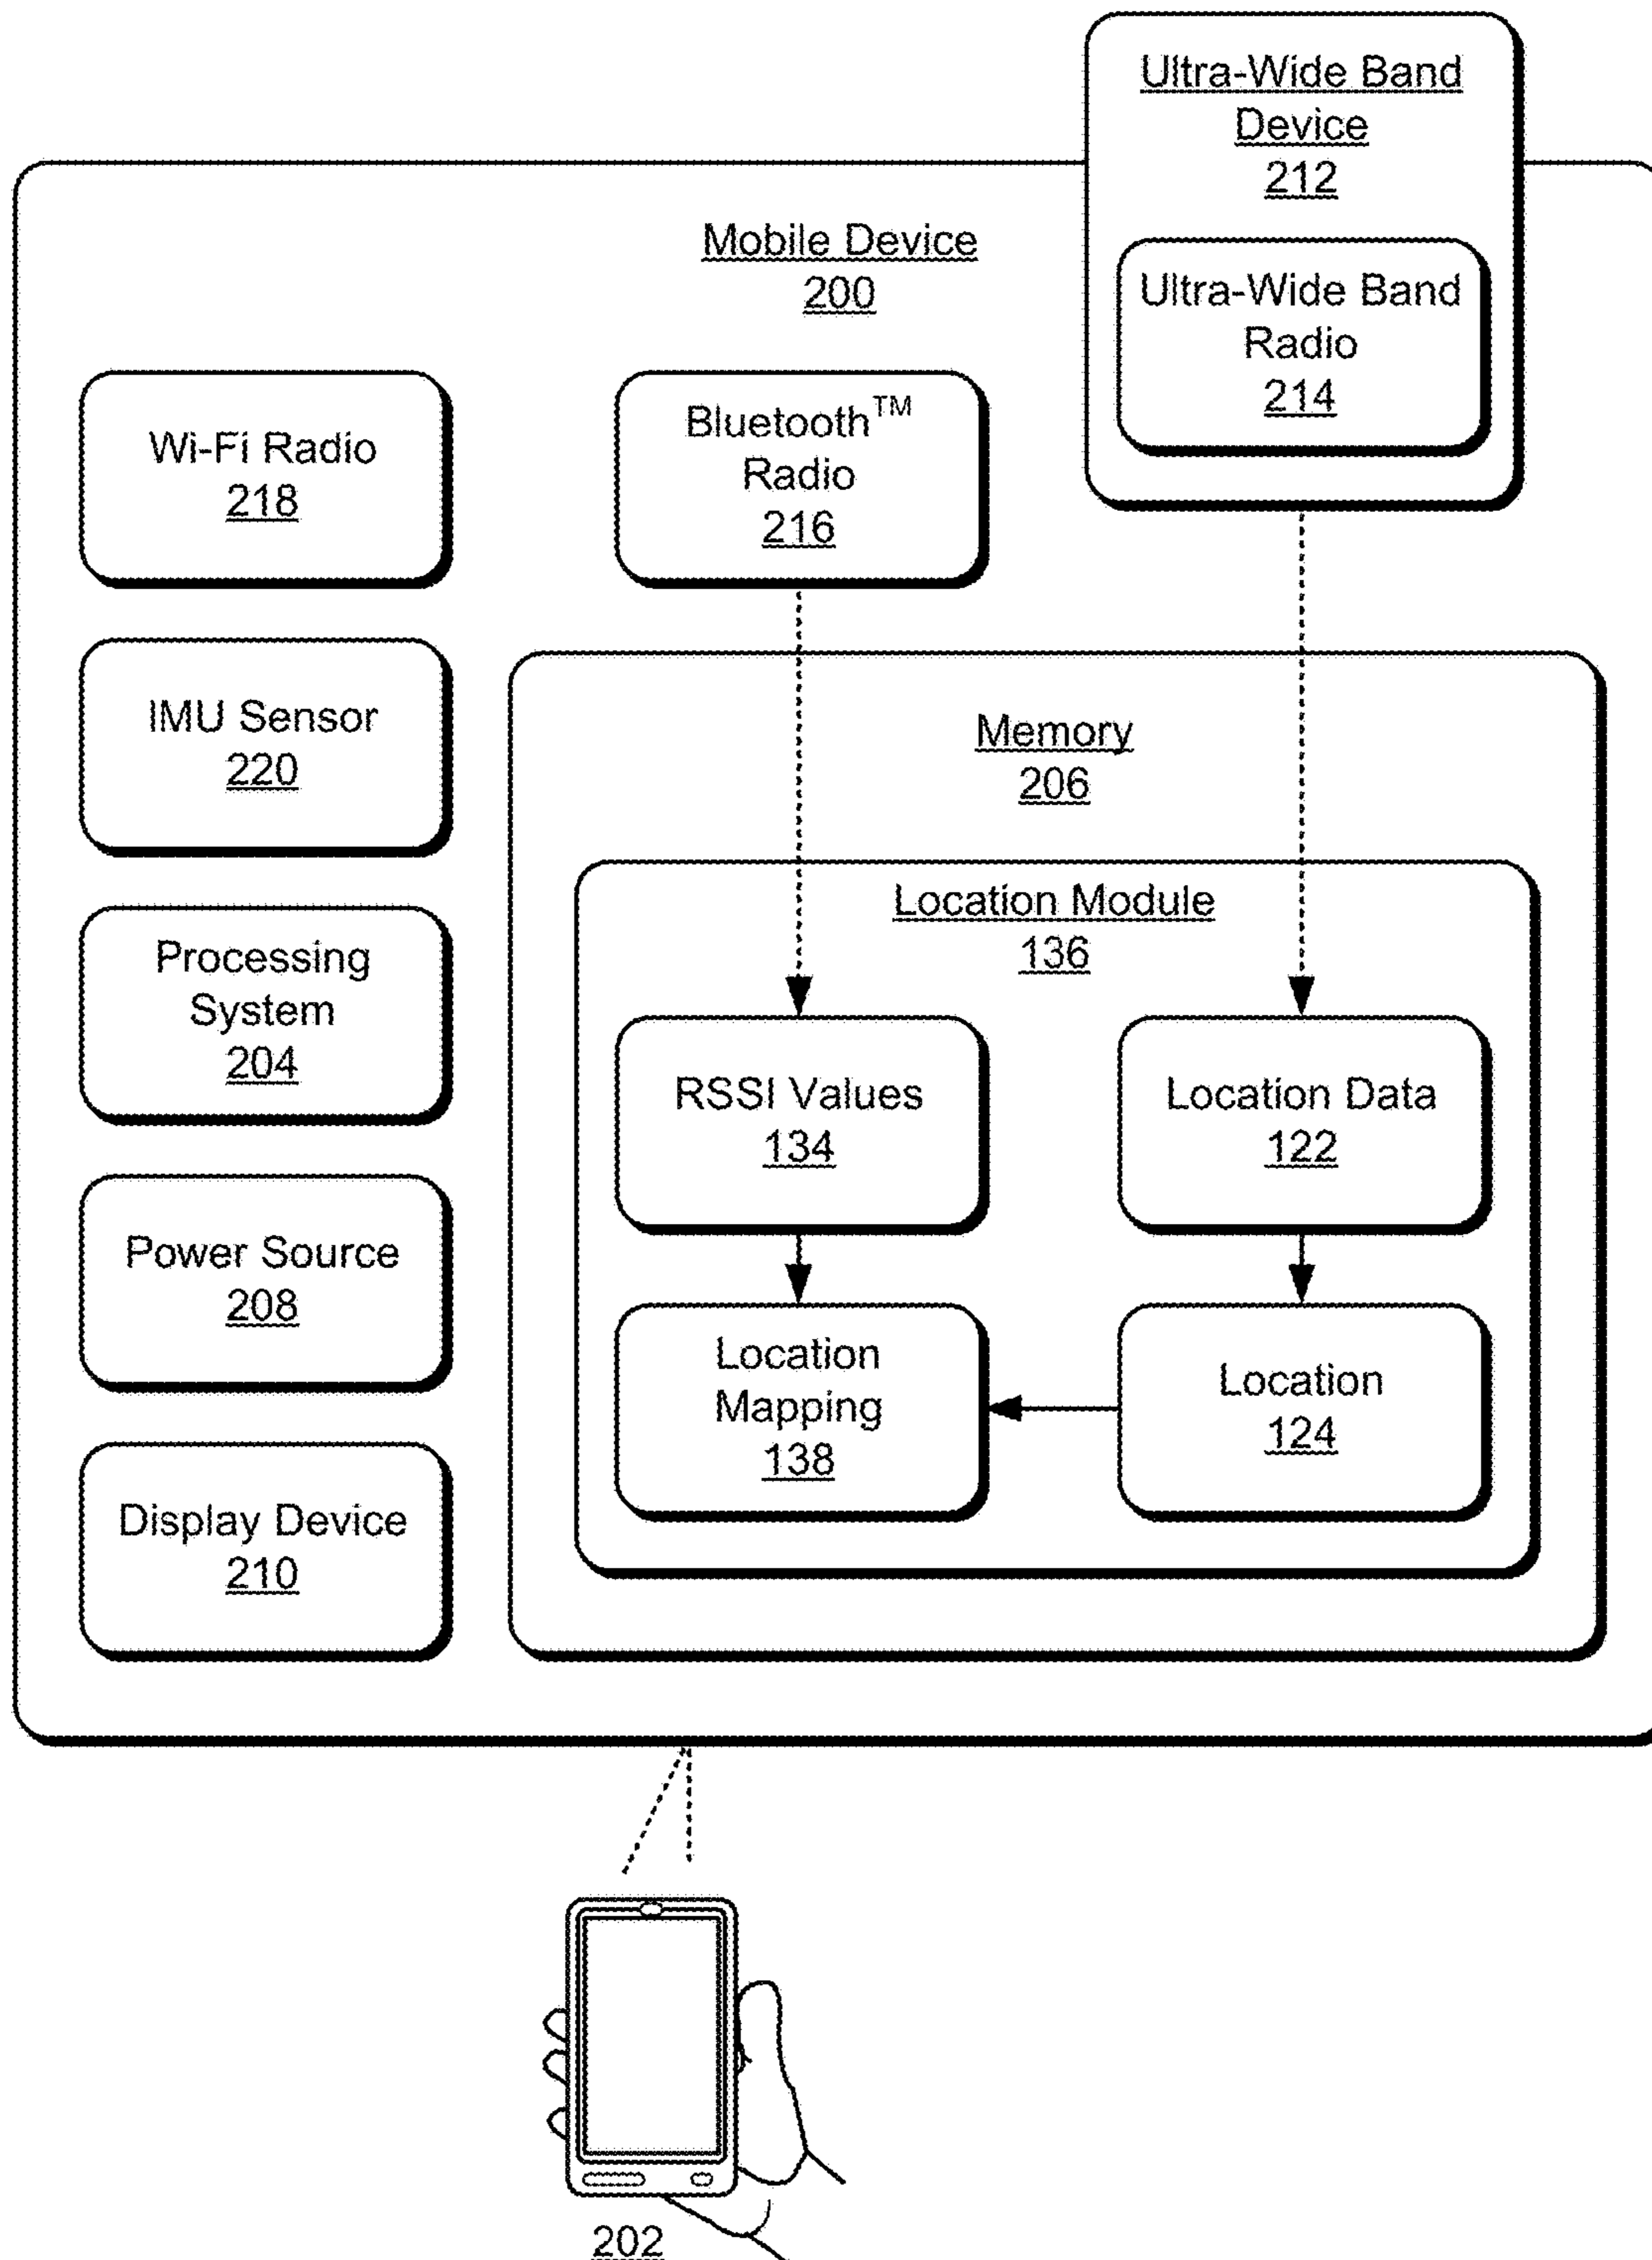 Ultra-Wide Band
Device
212
Ultra-Wide Band
Radio
214
Mobile Device
200
Wi-Fi Radio
218
Bluetooth™
Radio
216
IMU Sensor
220
Processing
System
204
Power Source
208
Display Device
210
Memory
206
Location Module
136
RSSI Values
134
Location Data
122
Location
Mapping
138
Location
124
202